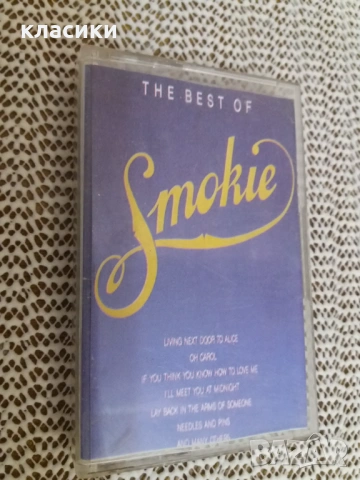 класики
THE BEST OF
Smokie
LIVING NEXT DOOR TO ALICE
OH CAROL
IF YOU THINK YOU KNOW HOW TO LOVE ME
I'LL MEET YOU AT MIDNIGHT
LAY BACK IN THE ARMS OF SOMEONE
NEEDLES AND PINS
AND MANY OTHERS